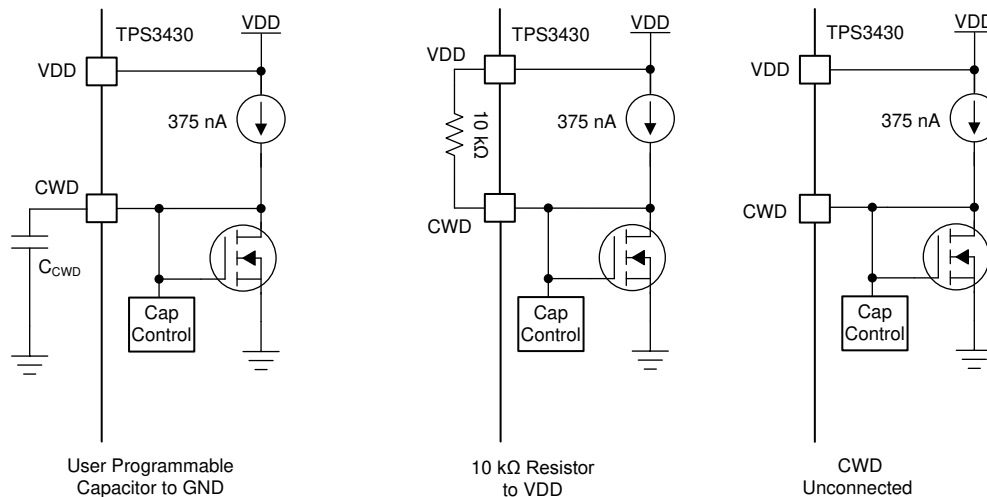 TPS3430
VDD
VDD
375 nA
CWD
C_CWD
Cap
Control
User Programmable
Capacitor to GND
TPS3430
VDD
VDD
10 kΩ
375 nA
CWD
Cap
Control
10 kΩ Resistor
to VDD
TPS3430
VDD
VDD
375 nA
CWD
Cap
Control
CWD
Unconnected